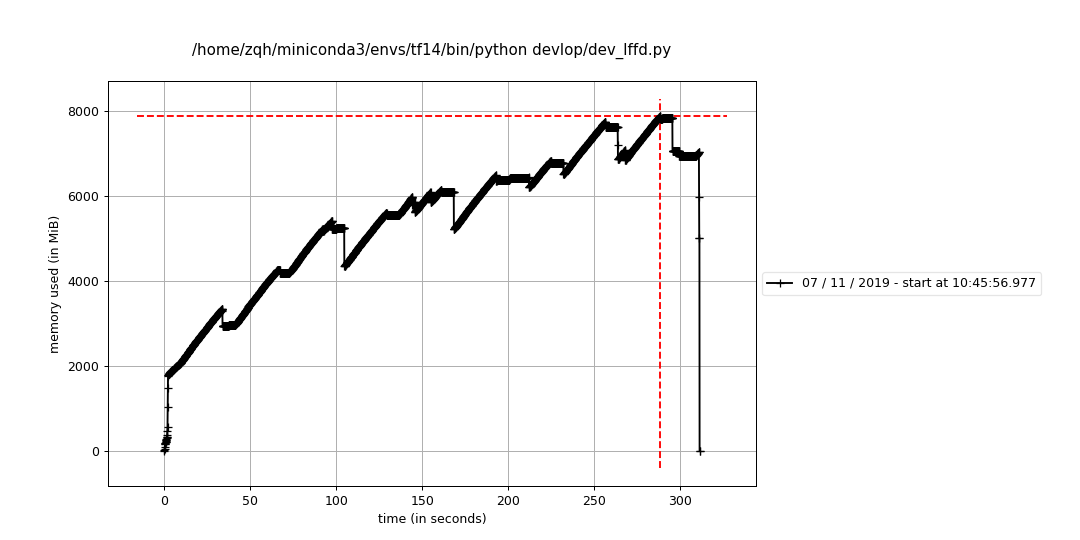 /home/zqh/miniconda3/envs/tf14/bin/python devlop/dev_lffd.py
8000
6000
4000
2000
0
memory used (in MiB)
0 50 100 150 200 250 300
time (in seconds)
07 / 11 / 2019 - start at 10:45:56.977